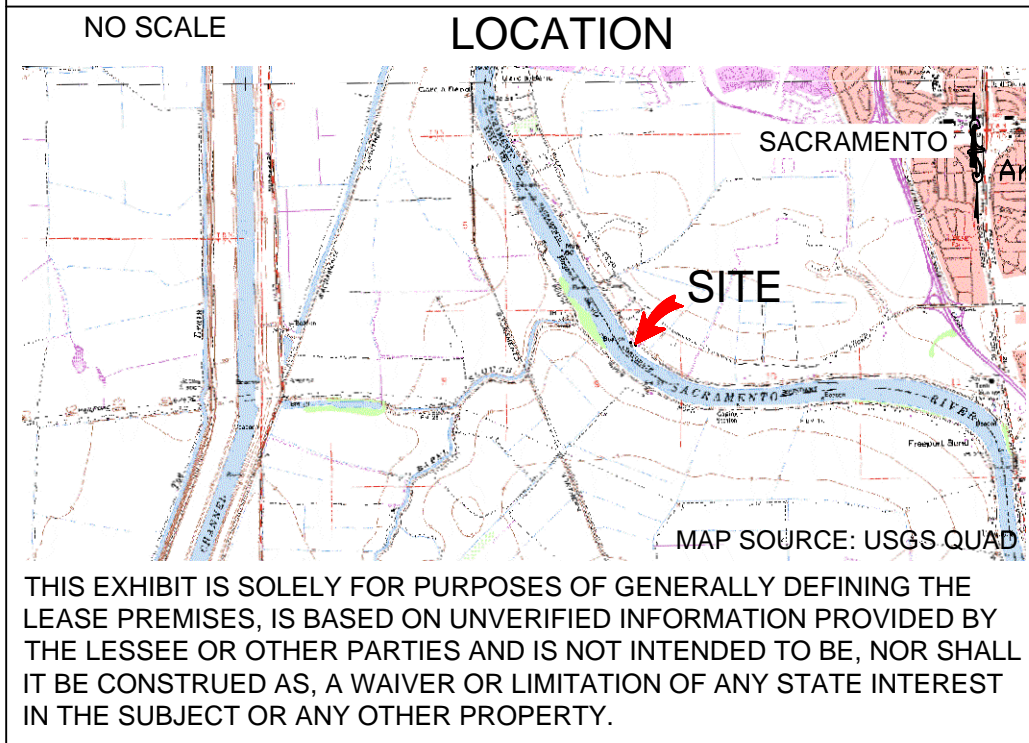 NO SCALE
LOCATION
SACRAMENTO
SITE
SACRAMENTO
RIVER
Freeport Bend
CHANNEL
MAP SOURCE: USGS QUAD
THIS EXHIBIT IS SOLELY FOR PURPOSES OF GENERALLY DEFINING THE
LEASE PREMISES, IS BASED ON UNVERIFIED INFORMATION PROVIDED BY
THE LESSEE OR OTHER PARTIES AND IS NOT INTENDED TO BE, NOR SHALL
IT BE CONSTRUED AS, A WAIVER OR LIMITATION OF ANY STATE INTEREST
IN THE SUBJECT OR ANY OTHER PROPERTY.